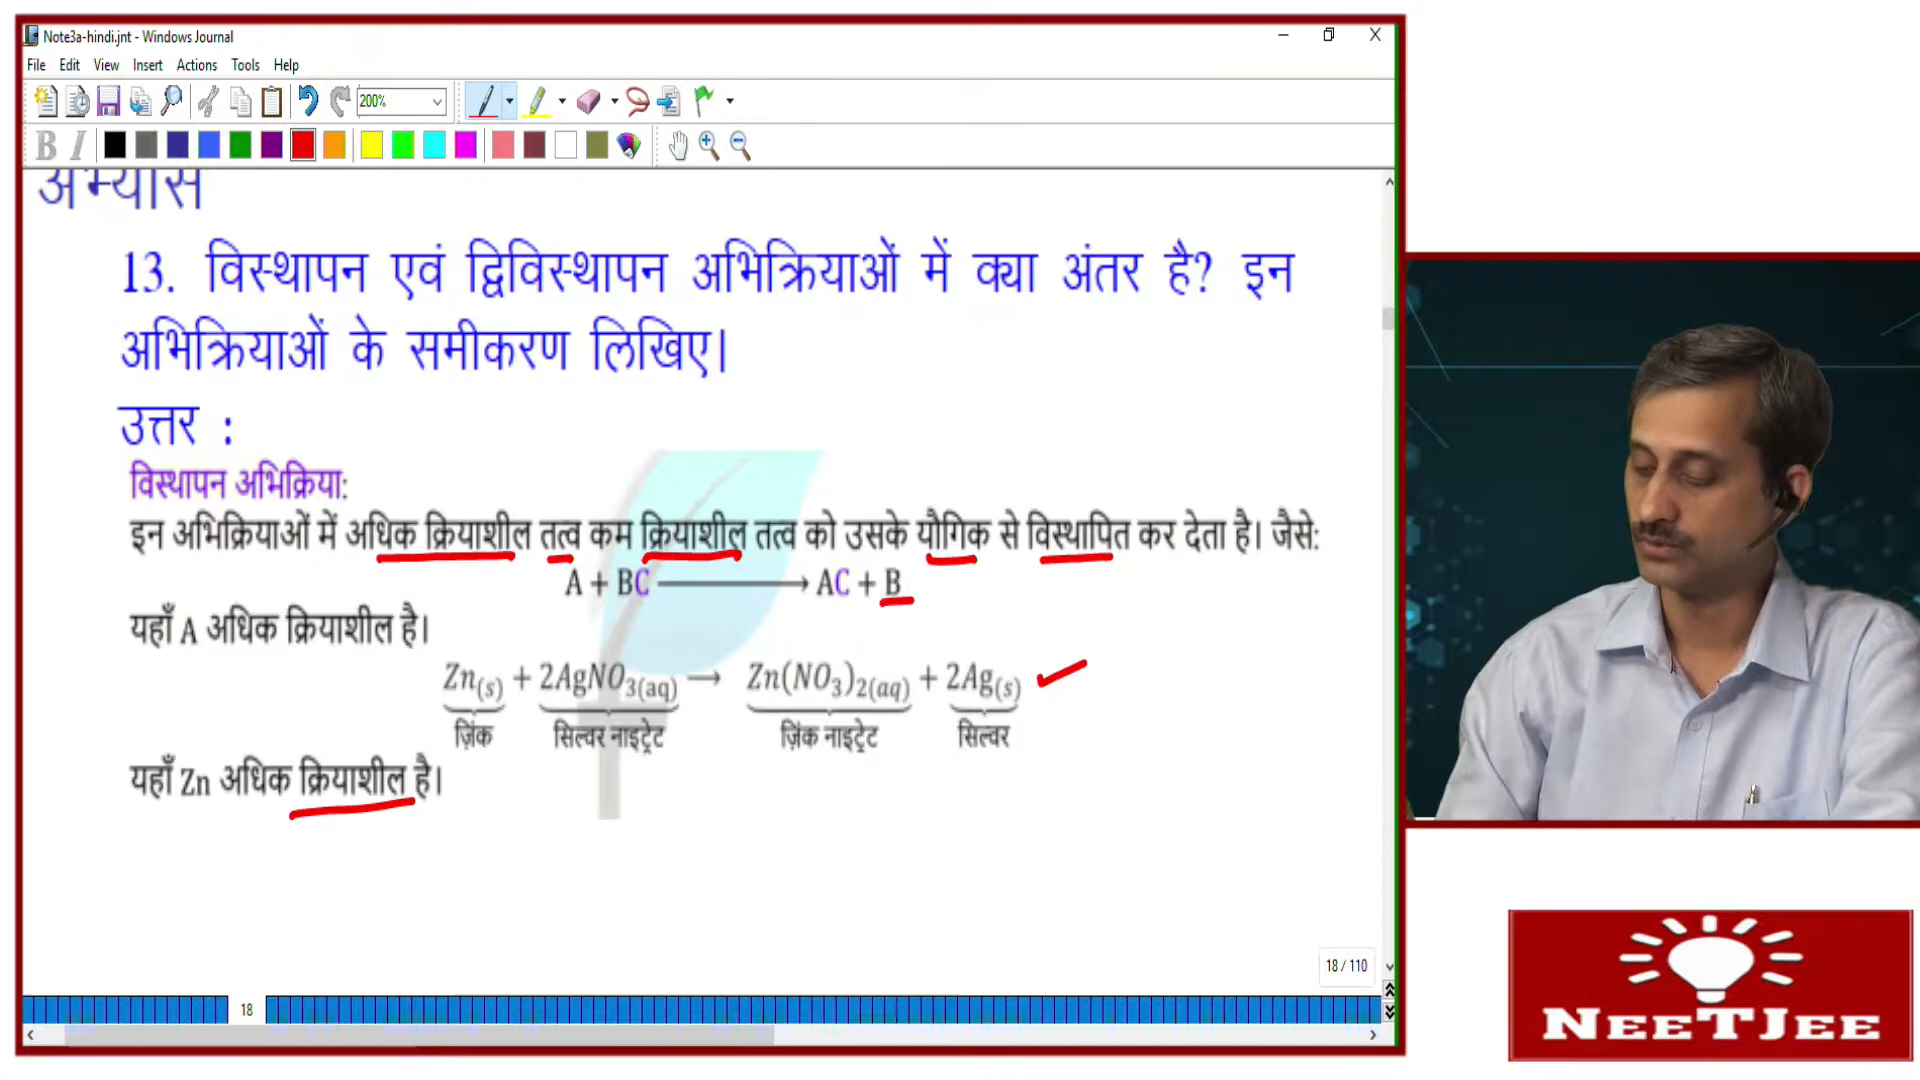 Note3a-hindi.jnt - Windows Journal
File Edit View Insert Actions Tools Help
200%
B I
अभ्यास
13. विस्थापन एवं द्विविस्थापन अभिक्रियाओं में क्या अंतर है? इन
अभिक्रियाओं के समीकरण लिखिए।
उत्तर :
विस्थापन अभिक्रिया:
इन अभिक्रियाओं में अधिक क्रियाशील तत्व कम क्रियाशील तत्व को उसके यौगिक से विस्थापित कर देता है। जैसे:
A + BC ⟶ AC + B
यहाँ A अधिक क्रियाशील है।
Zn(s) + 2AgNO3(aq) → Zn(NO3)2(aq) + 2Ag(s)
ज़िंक सिल्वर नाइट्रेट ज़िंक नाइट्रेट सिल्वर
यहाँ Zn अधिक क्रियाशील है।
18 / 110
18
NEETJEE